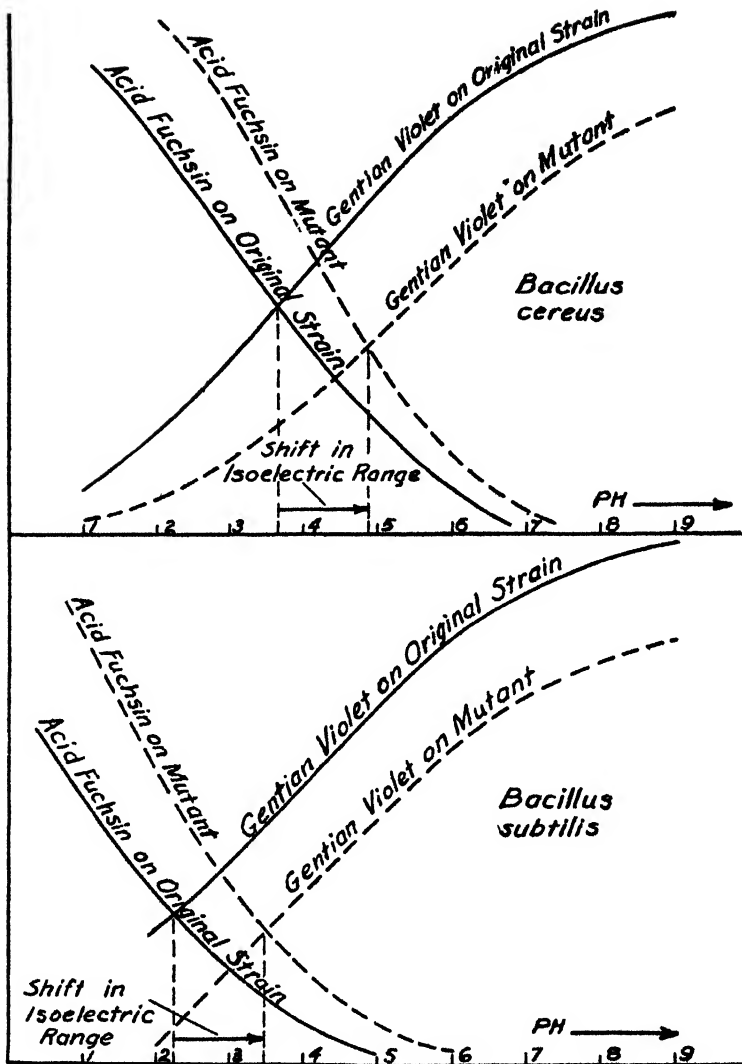 Acid Fuchsin on Original Strain
Acid Fuchsin on Mutant
Gentian Violet on Original Strain
Gentian Violet on Mutant
Bacillus
cereus
Shift in
Isoelectric Range
PH
1 2 3 4 5 6 7 8 9
Acid Fuchsin on Original Strain
Acid Fuchsin on Mutant
Gentian Violet on Original Strain
Gentian Violet on Mutant
Bacillus
subtilis
Shift in
Isoelectric
Range
PH
1 2 3 4 5 6 7 8 9